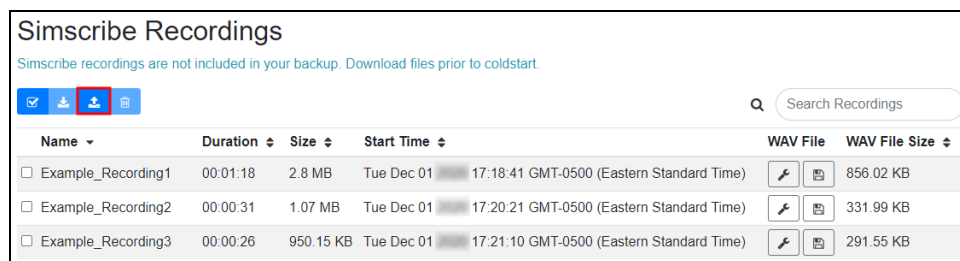 Simscribe Recordings
Simscribe recordings are not included in your backup. Download files prior to coldstart.
Search Recordings
Name Duration Size Start Time WAV File WAV File Size
Example_Recording1 00:01:18 2.8 MB Tue Dec 01 17:18:41 GMT-0500 (Eastern Standard Time) 856.02 KB
Example_Recording2 00:00:31 1.07 MB Tue Dec 01 17:20:21 GMT-0500 (Eastern Standard Time) 331.99 KB
Example_Recording3 00:00:26 950.15 KB Tue Dec 01 17:21:10 GMT-0500 (Eastern Standard Time) 291.55 KB